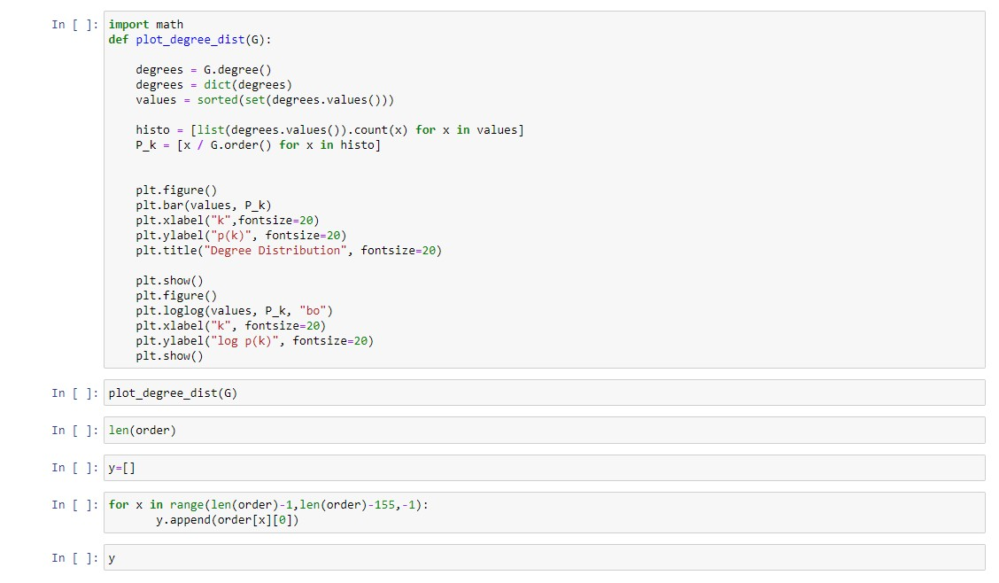 In [ ]: import math
def plot_degree_dist(G):
    degrees = G.degree()
    degrees = dict(degrees)
    values = sorted(set(degrees.values()))
    histo = [list(degrees.values()).count(x) for x in values]
    P_k = [x / G.order() for x in histo]
    plt.figure()
    plt.bar(values, P_k)
    plt.xlabel("k",fontsize=20)
    plt.ylabel("p(k)", fontsize=20)
    plt.title("Degree Distribution", fontsize=20)
    plt.show()
    plt.figure()
    plt.loglog(values, P_k, "bo")
    plt.xlabel("k", fontsize=20)
    plt.ylabel("log p(k)", fontsize=20)
    plt.show()
In [ ]: plot_degree_dist(G)
In [ ]: len(order)
In [ ]: y=[]
In [ ]: for x in range(len(order)-1,len(order)-155,-1):
       y.append(order[x][0])
In [ ]: y